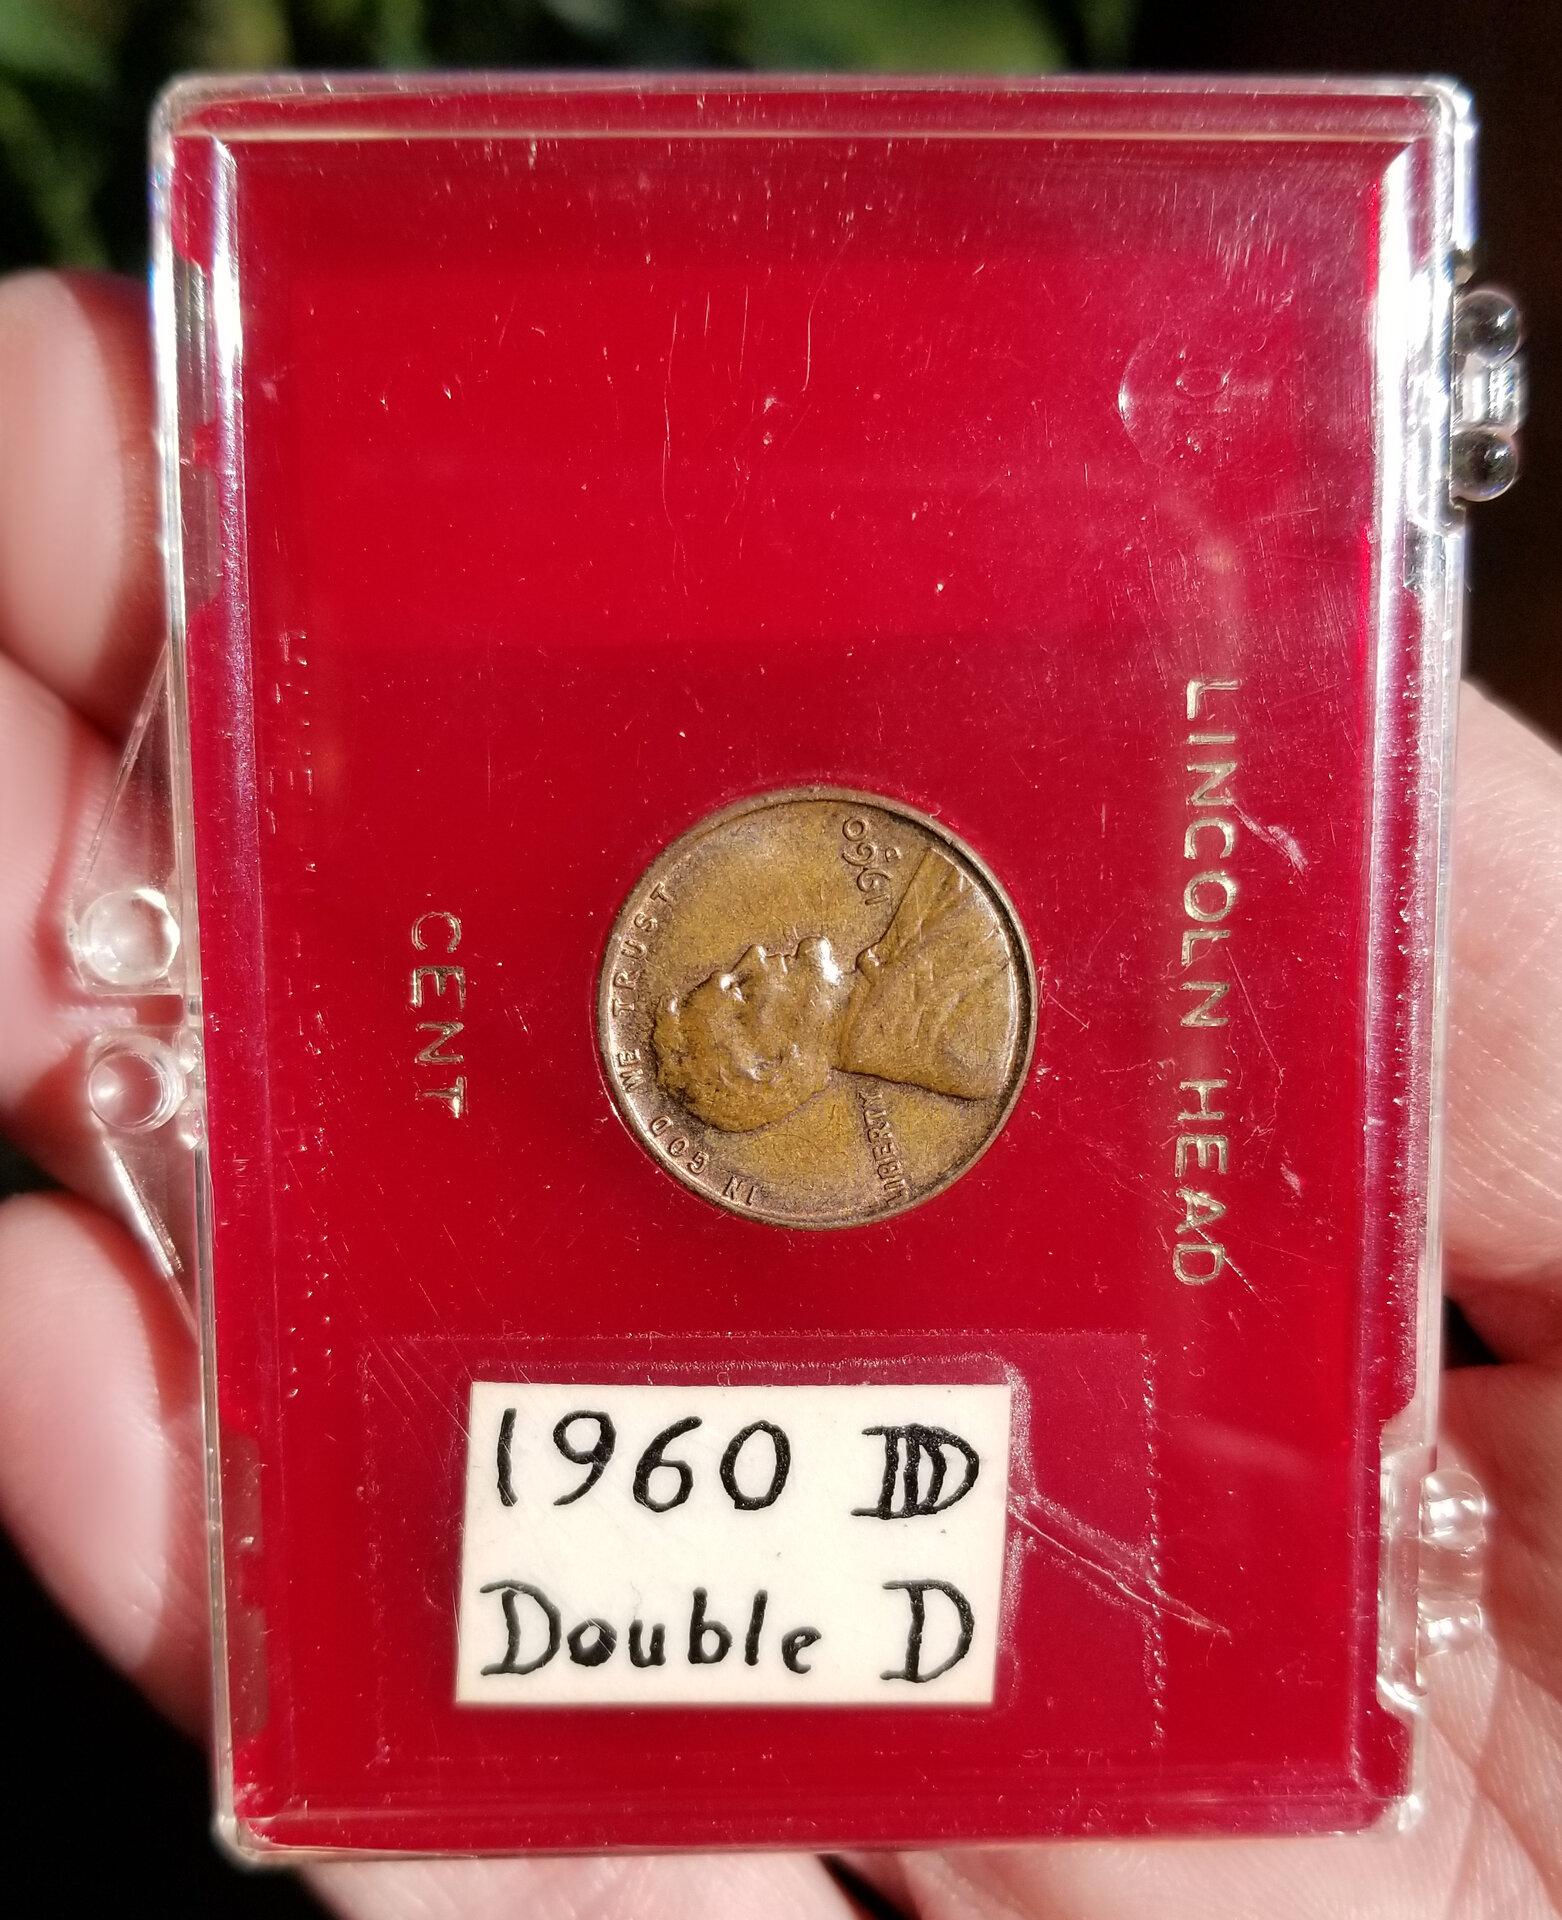 LINCOLN HEAD
CENT
IN GOD WE TRUST
LIBERTY
1960
D
1960 DD
Double D